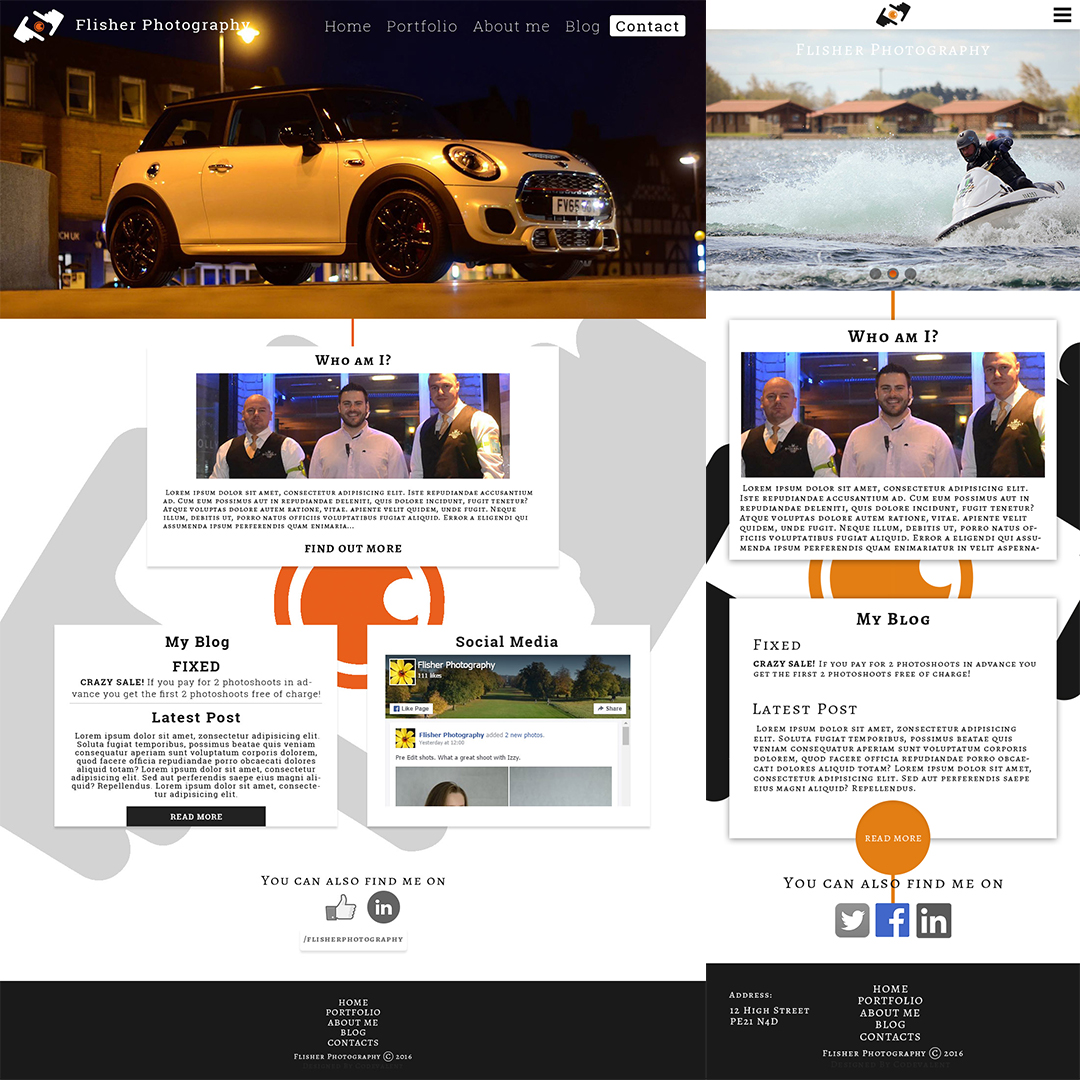 Flisher Photography
Home Portfolio About me Blog Contact
FV65
Who am I?
Lorem ipsum dolor sit amet, consectetur adipisicing elit. Iste repudiandae accusantium
ad. Cum eum possimus aut in repudiandae deleniti, quis dolore incidunt, fugit tenetur?
Atque voluptas dolore autem ratione, vitae. apiente velit quidem, unde fugit. Neque
illum, debitis ut, porro natus officiis voluptatibus fugiat aliquid. Error a eligendi qui
assumenda ipsum perferendis quam enimaria...
FIND OUT MORE
My Blog
FIXED
CRAZY SALE! If you pay for 2 photoshoots in ad-
vance you get the first 2 photoshoots free of charge!
Latest Post
Lorem ipsum dolor sit amet, zonsectetur adipisicing elit.
Soluta fugiat temporibus, possimus beatae quis veniam
consequatur aperiam sunt voluptatum corporis dolorem,
quod facere officia repudiandae porro obcaecati dolores
aliquid totam? Lorem ipsum dolor sit amet, consectetur
adipisicing elit. Sed aut perferendis saepe eius magni ali-
quid? Repellendus. Lorem ipsum dolor sit amet, consecte-
tur adipisicing elit.
READ MORE
Social Media
Flisher Photography
111 likes
Like Page
Share
Flisher Photography added 2 new photos.
Yesterday at 12:00
Pre Edit shots. What a great shoot with Izzy.
You can also find me on
in
/flisherphotography
HOME
PORTFOLIO
ABOUT ME
BLOG
CONTACTS
Flisher Photography © 2016
Flisher Photography
Who am I?
Lorem ipsum dolor sit amet, consectetur adipisicing elit.
Iste repudiandae accusantium ad. Cum eum possimus aut in
repudiandae deleniti, quis dolore incidunt, fugit tenetur?
Atque voluptas dolore autem ratione, vitae. apiente velit
quidem, unde fugit. Neque illum, debitis ut, porro natus of-
ficiis voluptatibus fugiat aliquid. Error a eligendi qui assu-
menda ipsum perferendis quam enimariatur in velit asperna-
My Blog
Fixed
CRAZY SALE! If you pay for 2 photoshoots in advance you
get the first 2 photoshoots free of charge!
Latest Post
Lorem ipsum dolor sit amet, zonsectetur adipisicing
elit. Soluta fugiat temporibus, possimus beatae quis
veniam consequatur aperiam sunt voluptatum corporis
dolorem, quod facere officia repudiandae porro obcae-
cati dolores aliquid totam? Lorem ipsum dolor sit amet,
consectetur adipisicing elit. Sed aut perferendis saepe
eius magni aliquid? Repellendus.
READ MORE
You can also find me on
f in
Address:
12 High Street
PE21 N4D
HOME
PORTFOLIO
ABOUT ME
BLOG
CONTACTS
Flisher Photography © 2016